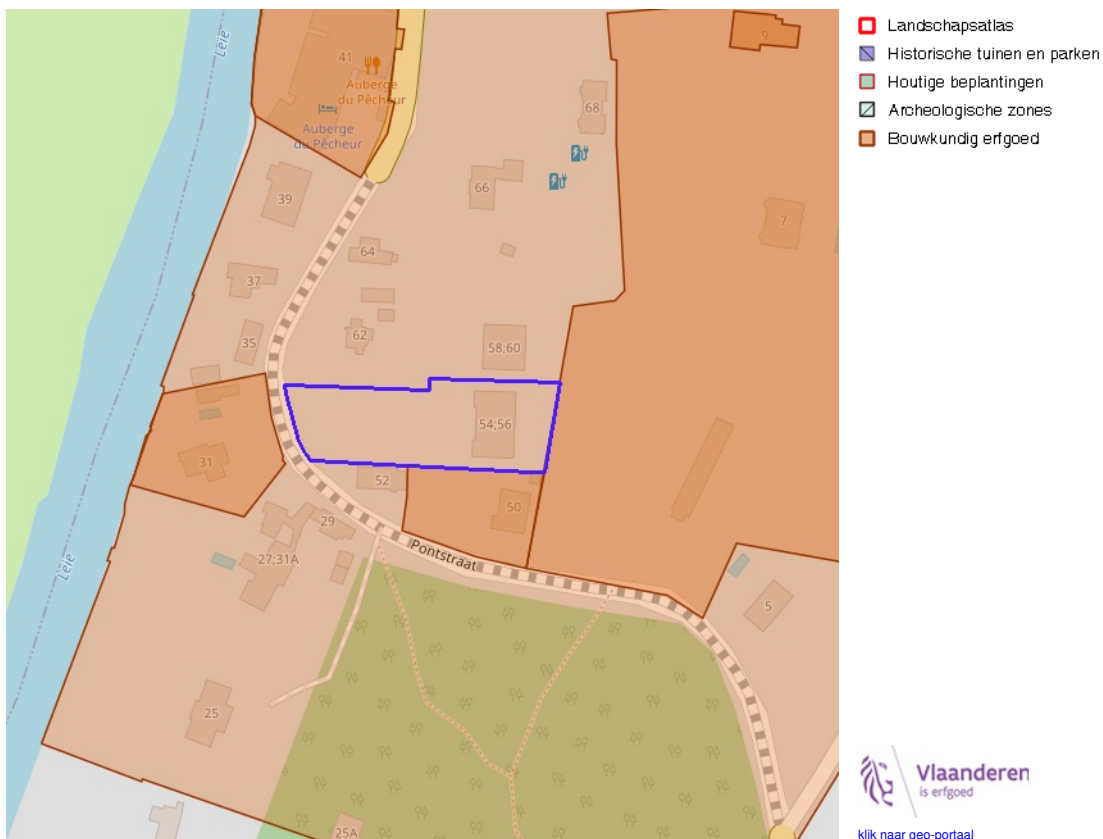 Leie
41
Auberge
du Pêcheur
Auberge
du Pêcheur
9
68
66
39
7
64
37
62
35
58;60
54;56
31
52
50
29
Pontstraat
27;31A
Leie
5
25
25A
Landschapsatlas
Historische tuinen en parken
Houtige beplantingen
Archeologische zones
Bouwkundig erfgoed
Vlaanderen
is erfgoed
klik naar geo-portaal